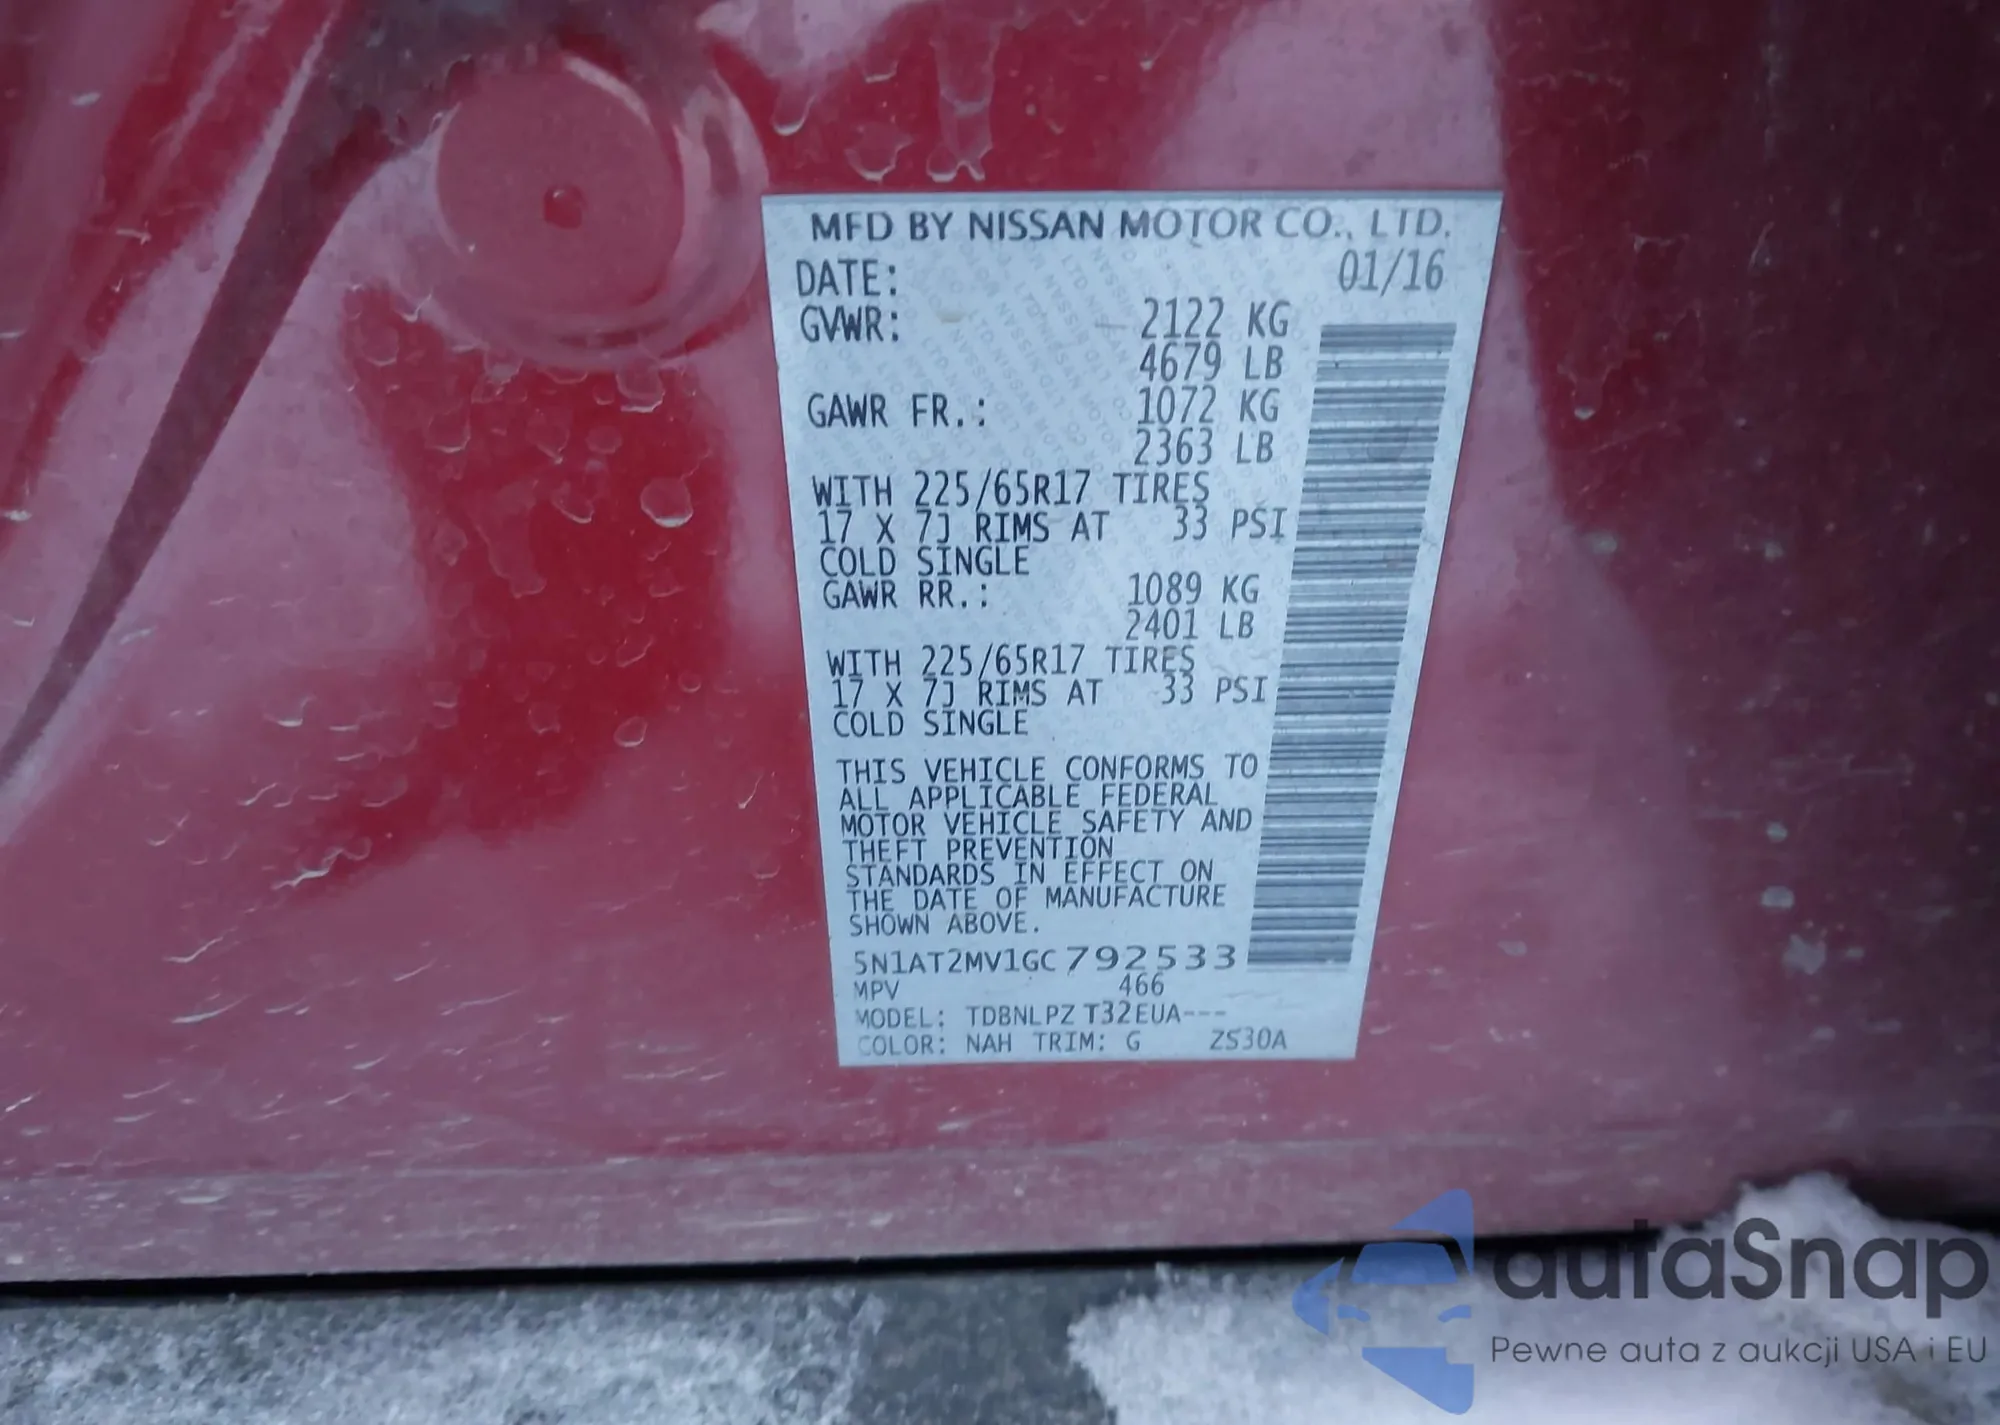 MFD BY NISSAN MOTOR CO., LTD.
DATE: 01/16
GVWR: 2122 KG
4679 LB
GAWR FR.: 1072 KG
2363 LB
WITH 225/65R17 TIRES
17 X 7J RIMS AT 33 PSI
COLD SINGLE
GAWR RR.: 1089 KG
2401 LB
WITH 225/65R17 TIRES
17 X 7J RIMS AT 33 PSI
COLD SINGLE
THIS VEHICLE CONFORMS TO
ALL APPLICABLE FEDERAL
MOTOR VEHICLE SAFETY AND
THEFT PREVENTION
STANDARDS IN EFFECT ON
THE DATE OF MANUFACTURE
SHOWN ABOVE.
5N1AT2MV1GC792533
MPV 466
MODEL: TDBNLPZ T32EUA---
COLOR: NAH TRIM: G ZS30A
autaSnap
Pewne auta z aukcji USA i EU